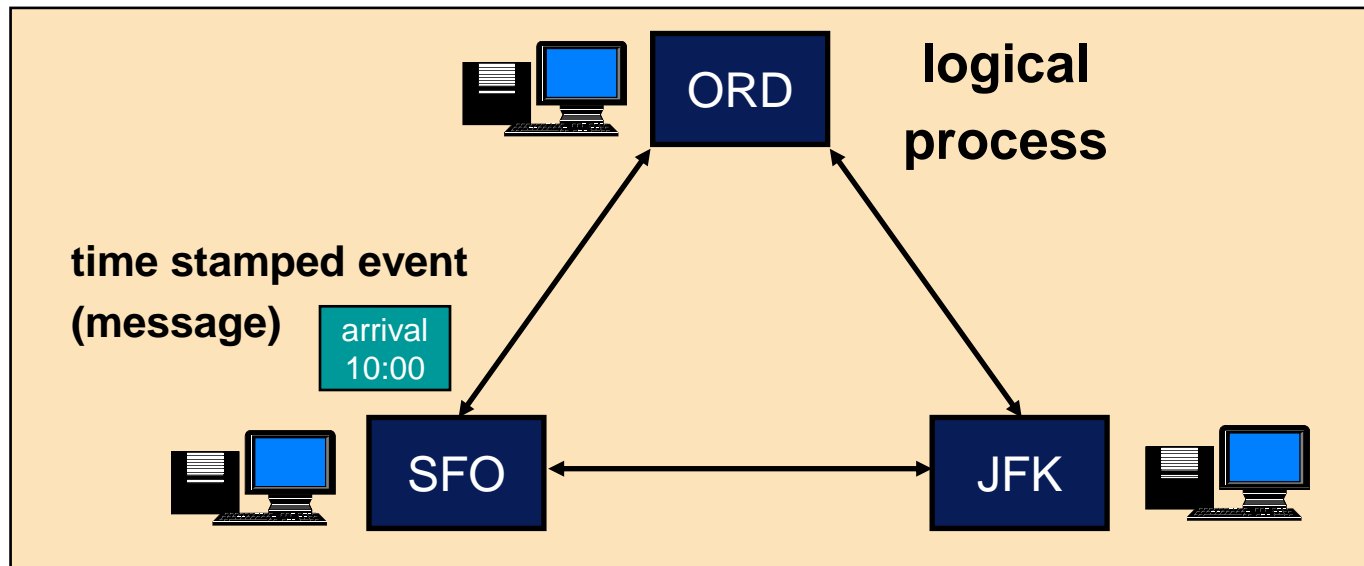 ORD
logical
process
time stamped event
(message)
arrival
10:00
SFO
JFK